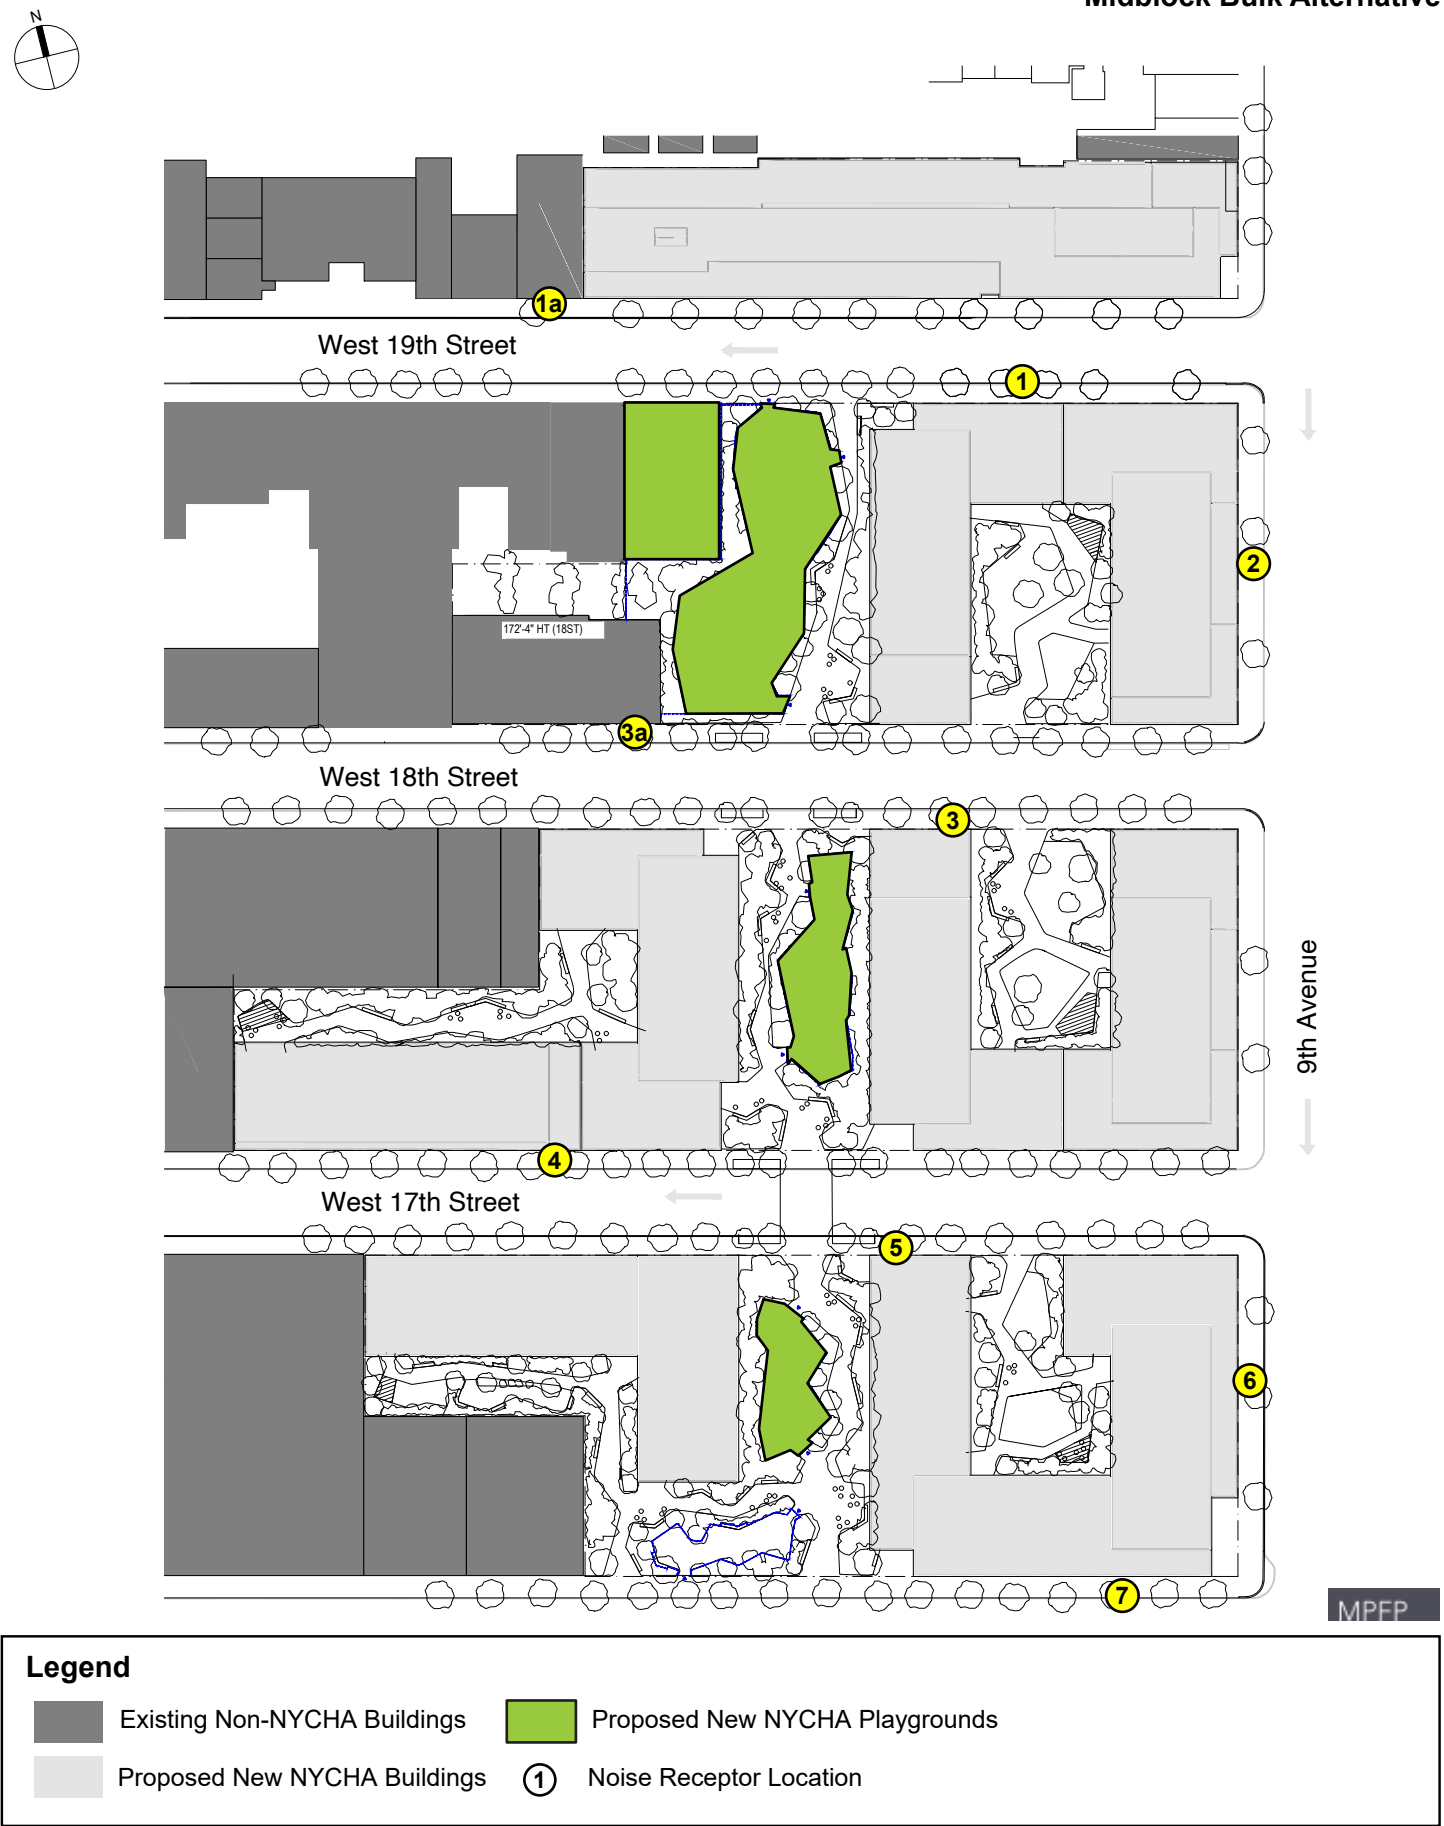 Midblock Bulk Alternative
N
1a
West 19th Street
1
2
172'-4" HT (18ST)
3a
West 18th Street
3
9th Avenue
4
West 17th Street
5
6
7
MPFP
Legend
Existing Non-NYCHA Buildings
Proposed New NYCHA Playgrounds
Proposed New NYCHA Buildings
1 Noise Receptor Location